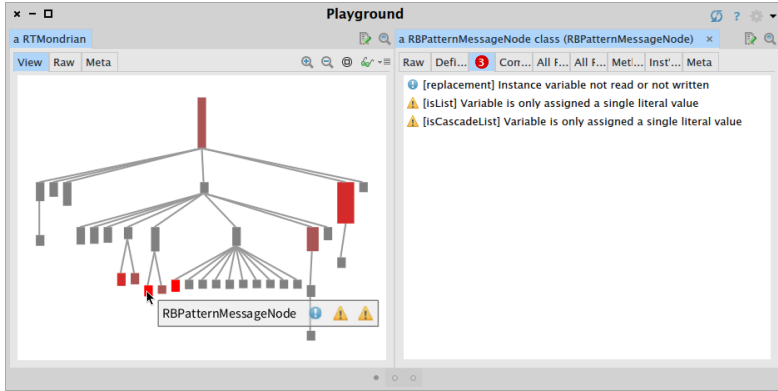 Playground
?
a RTMondrian
a RBPatternMessageNode class (RBPatternMessageNode) ×
View Raw Meta
Raw Defi... 3 Com... All F... All F... Met... Inst'... Meta
[replacement] Instance variable not read or not written
[isList] Variable is only assigned a single literal value
[isCascadeList] Variable is only assigned a single literal value
RBPatternMessageNode